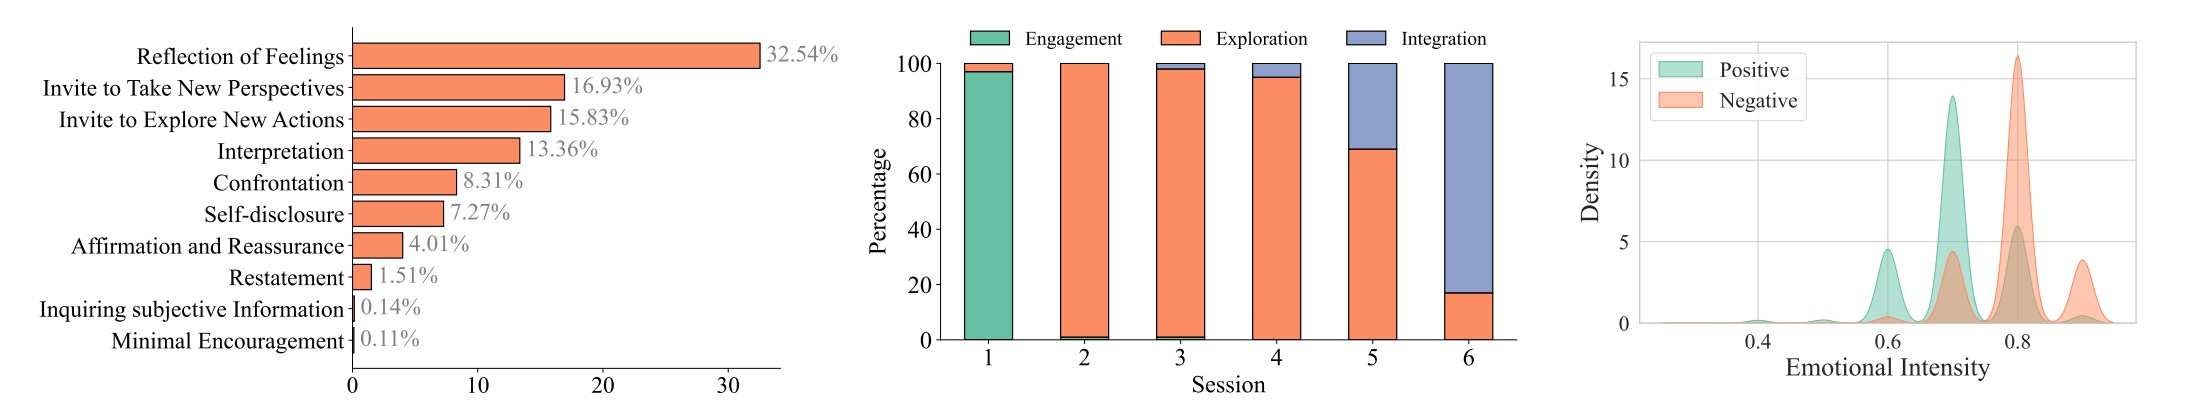 Reflection of Feelings 32.54%
Invite to Take New Perspectives 16.93%
Invite to Explore New Actions 15.83%
Interpretation 13.36%
Confrontation 8.31%
Self-disclosure 7.27%
Affirmation and Reassurance 4.01%
Restatement 1.51%
Inquiring subjective Information 0.14%
Minimal Encouragement 0.11%
0 10 20 30
Engagement Exploration Integration
100
80
60
40
20
0
Percentage
1 2 3 4 5 6
Session
Positive
Negative
15
10
5
0
Density
0.4 0.6 0.8
Emotional Intensity